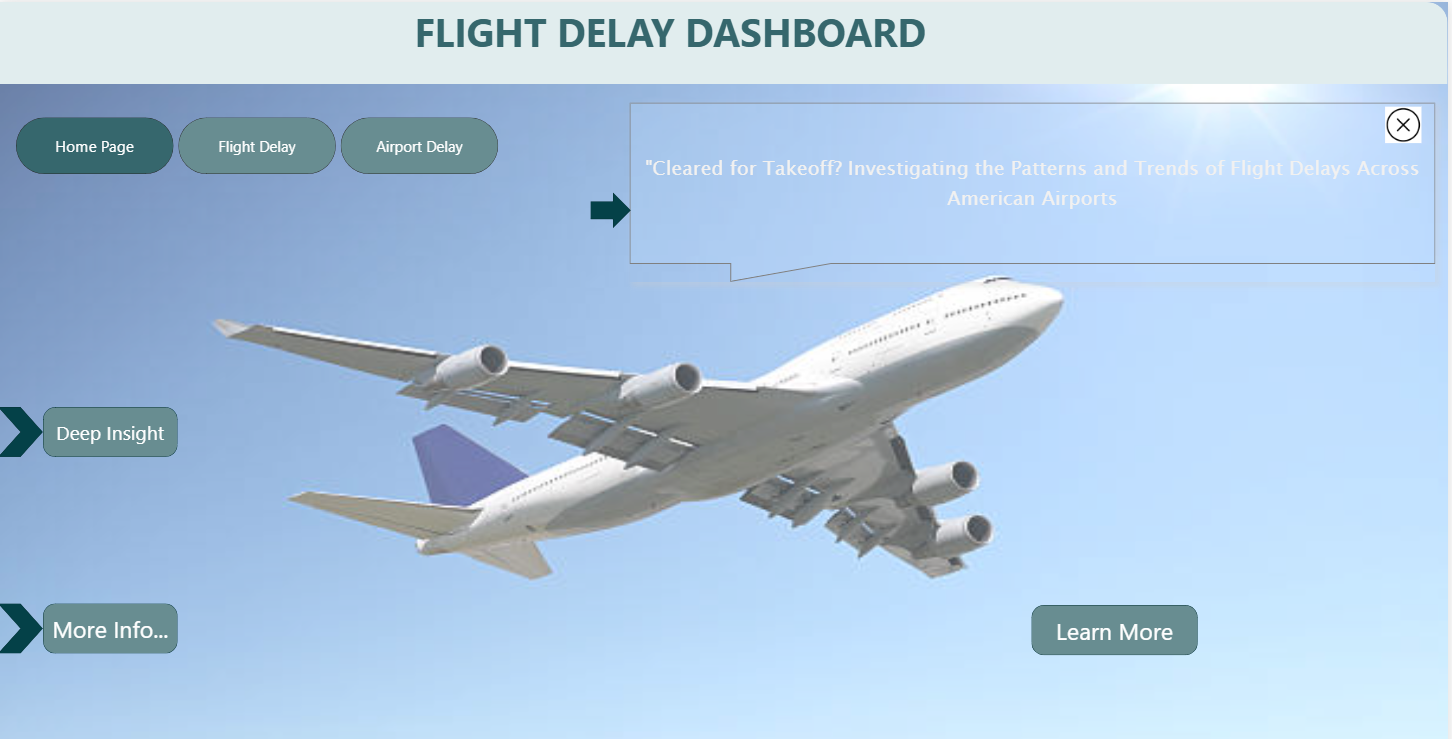 FLIGHT DELAY DASHBOARD
Home Page
Flight Delay
Airport Delay
"Cleared for Takeoff? Investigating the Patterns and Trends of Flight Delays Across
American Airports
Deep Insight
More Info...
Learn More